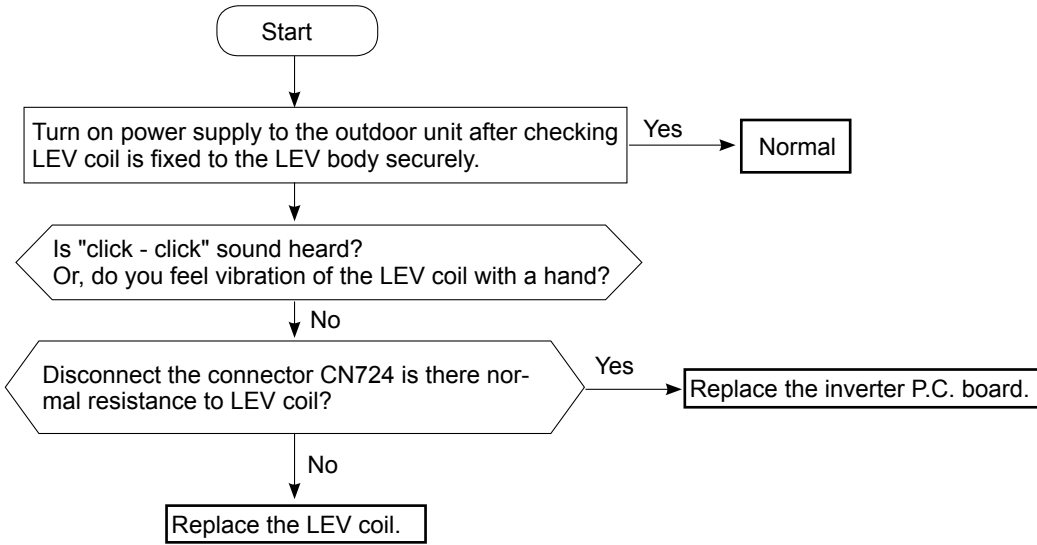 Start
Turn on power supply to the outdoor unit after checking
LEV coil is fixed to the LEV body securely.
Yes
Normal
Is "click - click" sound heard?
Or, do you feel vibration of the LEV coil with a hand?
No
Disconnect the connector CN724 is there nor-
mal resistance to LEV coil?
Yes
Replace the inverter P.C. board.
No
Replace the LEV coil.